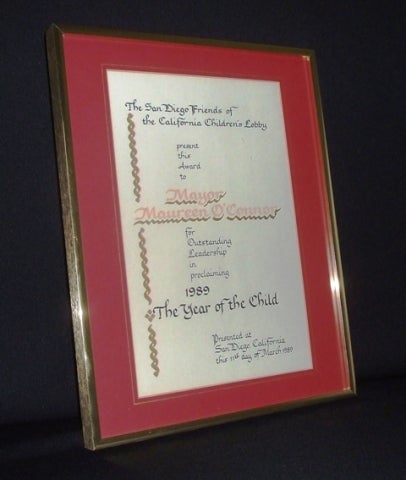 The San Diego Friends of
the California Children's Lobby
present
this
Award
to
Mayor
Maureen O'Connor
for
Outstanding
Leadership
in
proclaiming
1989
The Year of the Child
Presented at
San Diego California
this 11th day of March 1989